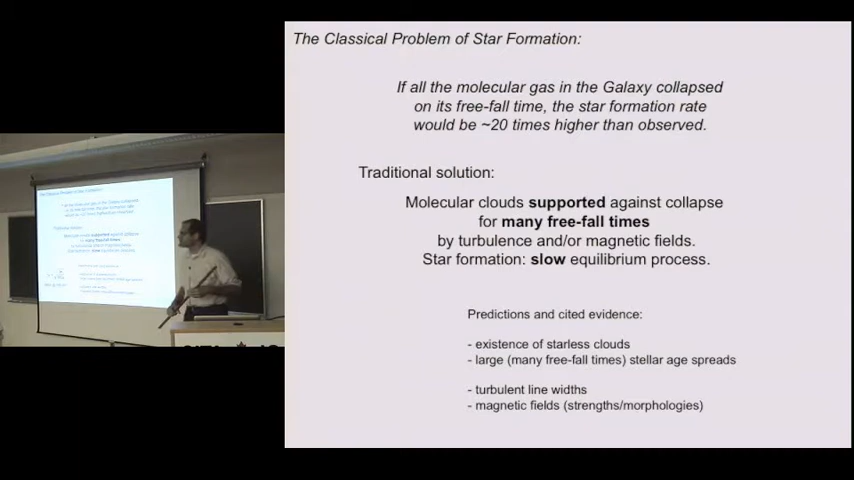 The Classical Problem of Star Formation:
If all the molecular gas in the Galaxy collapsed
on its free-fall time, the star formation rate
would be ~20 times higher than observed.
Traditional solution:
Molecular clouds supported against collapse
for many free-fall times
by turbulence and/or magnetic fields.
Star formation: slow equilibrium process.
Predictions and cited evidence:
- existence of starless clouds
- large (many free-fall times) stellar age spreads
- turbulent line widths
- magnetic fields (strengths/morphologies)